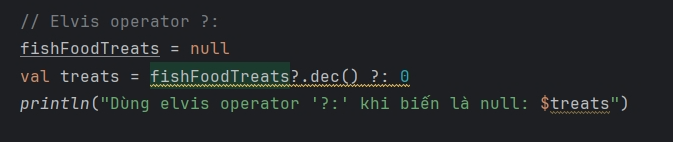 // Elvis operator ?:
fishFoodTreats = null
val treats = fishFoodTreats?.dec() ?: 0
println("Dùng elvis operator '?:' khi biến là null: $treats")